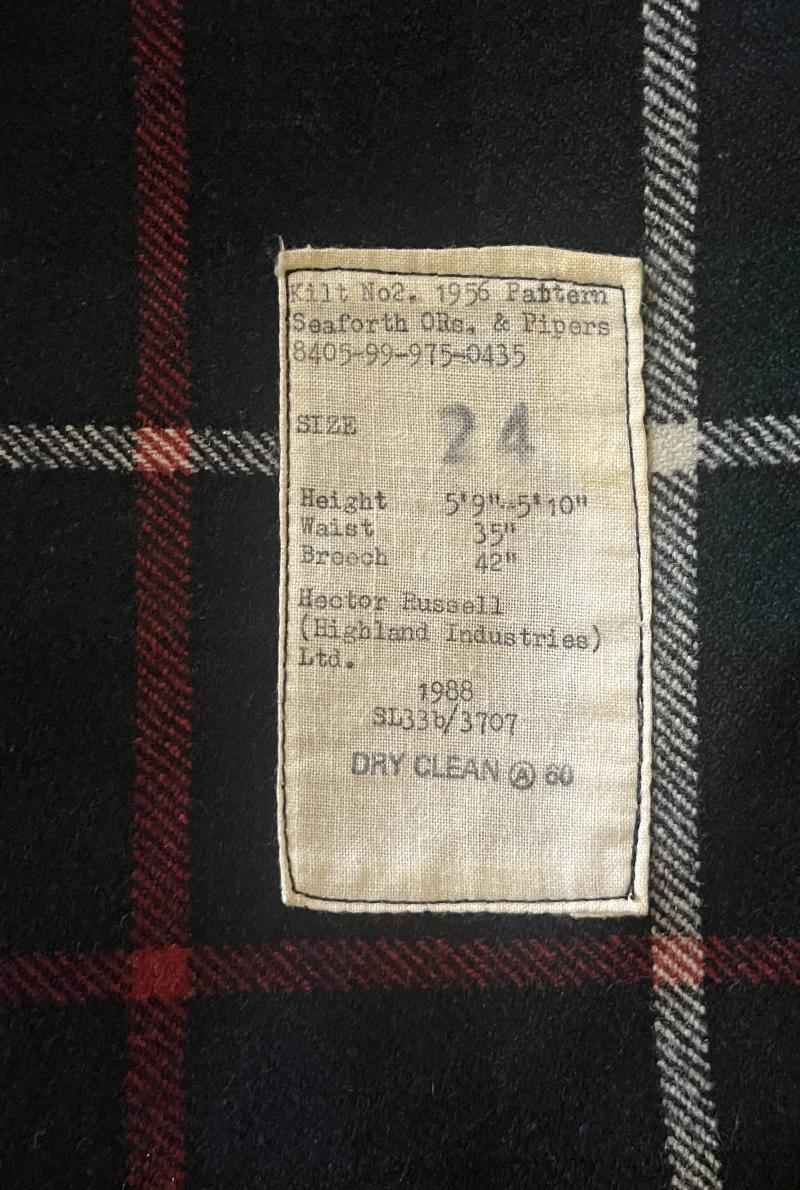 Kilt No2. 1956 Pattern
Seaforth ORs. & Pipers
8405-99-975-0435
SIZE 24
Height 5'9"-5'10"
Waist 35"
Breech 42"
Hector Russell
(Highland Industries)
Ltd.
1988
SL33b/3707
DRY CLEAN Ⓐ 60